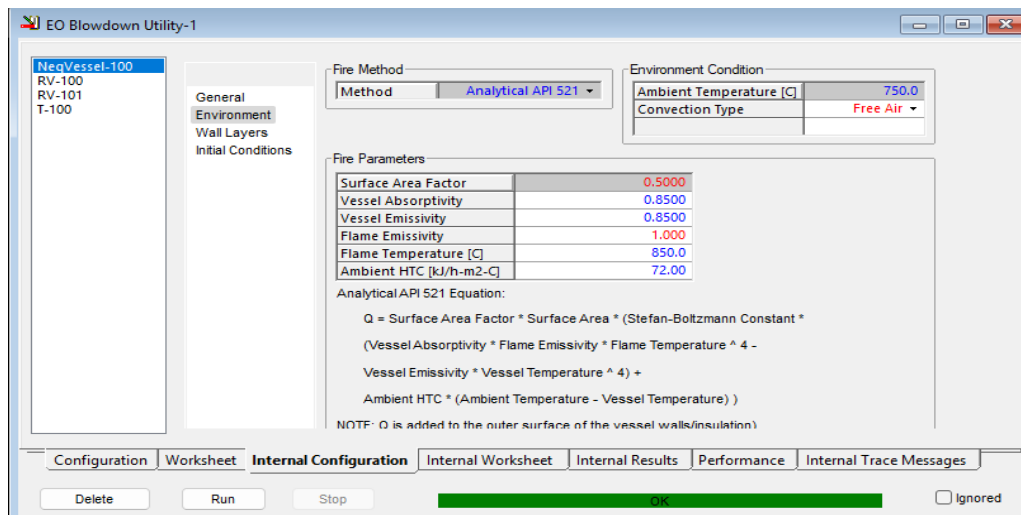 EO Blowdown Utility-1
NeqVessel-100
RV-100
RV-101
T-100
General
Environment
Wall Layers
Initial Conditions
Fire Method
Method Analytical API 521
Environment Condition
Ambient Temperature [C] 750.0
Convection Type Free Air
Fire Parameters
Surface Area Factor 0.5000
Vessel Absorptivity 0.8500
Vessel Emissivity 0.8500
Flame Emissivity 1.000
Flame Temperature [C] 850.0
Ambient HTC [kJ/h-m2-C] 72.00
Analytical API 521 Equation:
Q = Surface Area Factor * Surface Area * (Stefan-Boltzmann Constant *
(Vessel Absorptivity * Flame Emissivity * Flame Temperature ^ 4 -
Vessel Emissivity * Vessel Temperature ^ 4) +
Ambient HTC * (Ambient Temperature - Vessel Temperature) )
NOTE: Q is added to the outer surface of the vessel walls/insulation)
Configuration Worksheet Internal Configuration Internal Worksheet Internal Results Performance Internal Trace Messages
Delete Run Stop OK Ignored